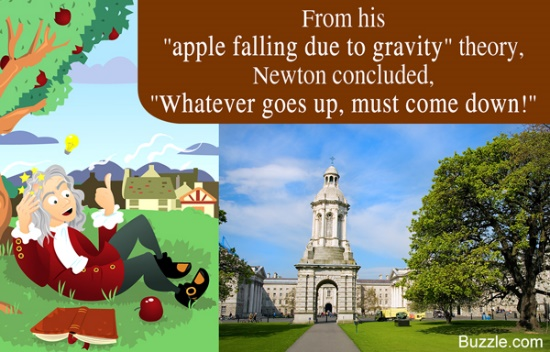 From his
"apple falling due to gravity" theory,
Newton concluded,
"Whatever goes up, must come down!"
Buzzle.com